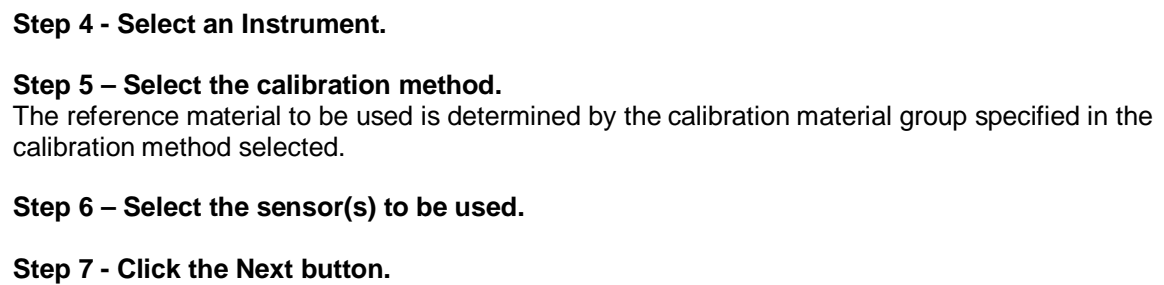 Step 4 - Select an Instrument.
Step 5 – Select the calibration method.
The reference material to be used is determined by the calibration material group specified in the
calibration method selected.
Step 6 – Select the sensor(s) to be used.
Step 7 - Click the Next button.